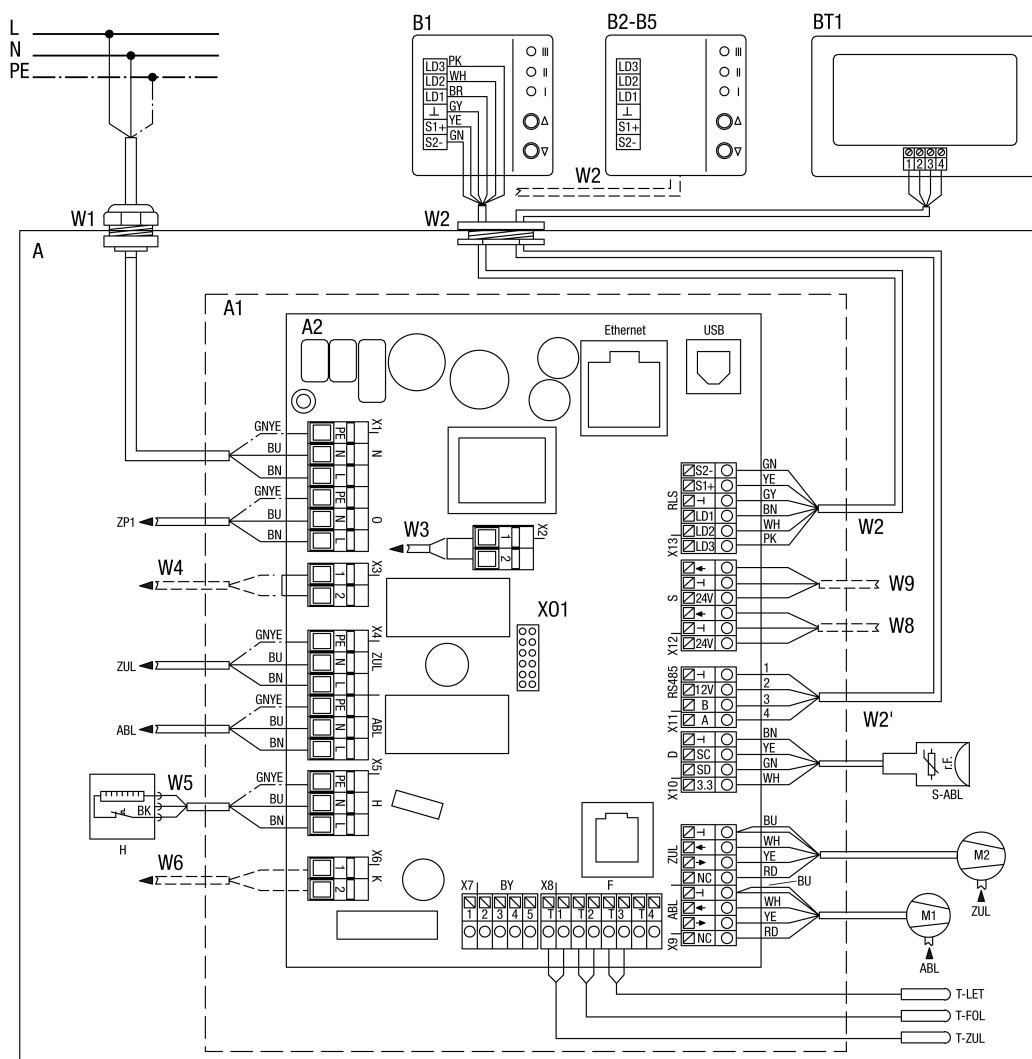 L
N
PE
B1
LD3
LD2
LD1
⊥
S1+
S2-
PK
WH
BR
GY
YE
GN
III
II
I
Δ
∇
B2-B5
LD3
LD2
LD1
⊥
S1+
S2-
III
II
I
Δ
∇
BT1
1 2 3 4
W2
W1
W2
A
A1
A2
Ethernet
USB
GNYE
BU
BN
PE
N
L
X1
N
GNYE
BU
BN
PE
N
L
O
ZP1
W3
1
2
X2
W4
1
2
X3
XO1
GNYE
BU
BN
PE
N
L
X4
ZUL
ZUL
GNYE
BU
BN
PE
N
L
ABL
ABL
W5
BK
H
GNYE
BU
BN
PE
N
L
X5
H
W6
1
2
X6
K
RLS
X13
S2-
S1+
⊥
LD1
LD2
LD3
GN
YE
GY
BN
WH
PK
W2
S
X12
⊥
24V
⊥
24V
W9
W8
RS485
X11
⊥
12V
B
A
1
2
3
4
W2'
D
X10
⊥
SC
SD
3.3
BN
YE
GN
WH
r.F.
S-ABL
ZUL
⊥
NC
BU
WH
YE
RD
M2
ZUL
ABL
X9
⊥
NC
BU
WH
YE
RD
M1
ABL
X7 BY
1 2 3 4 5
X8 F
T 1 T 2 T 3 T 4
T-LET
T-FOL
T-ZUL